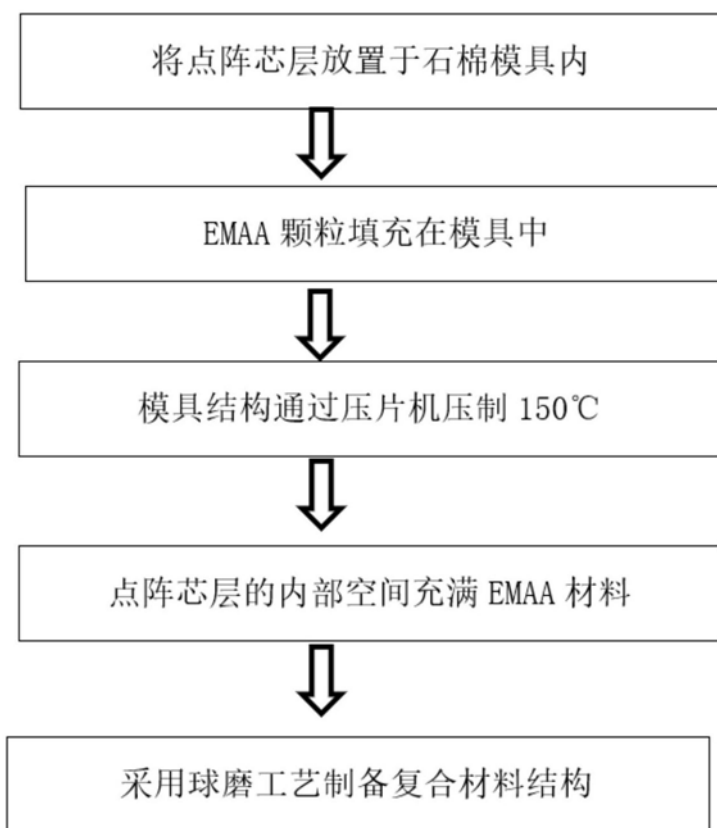 将点阵芯层放置于石棉模具内
EMAA 颗粒填充在模具中
模具结构通过压片机压制 150℃
点阵芯层的内部空间充满 EMAA 材料
采用球磨工艺制备复合材料结构